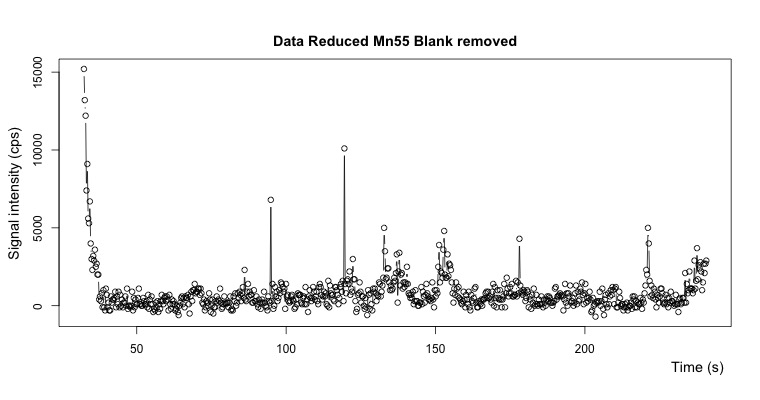 Data Reduced Mn55 Blank removed
Signal intensity (cps)
15000
10000
5000
0
50
100
150
200
Time (s)